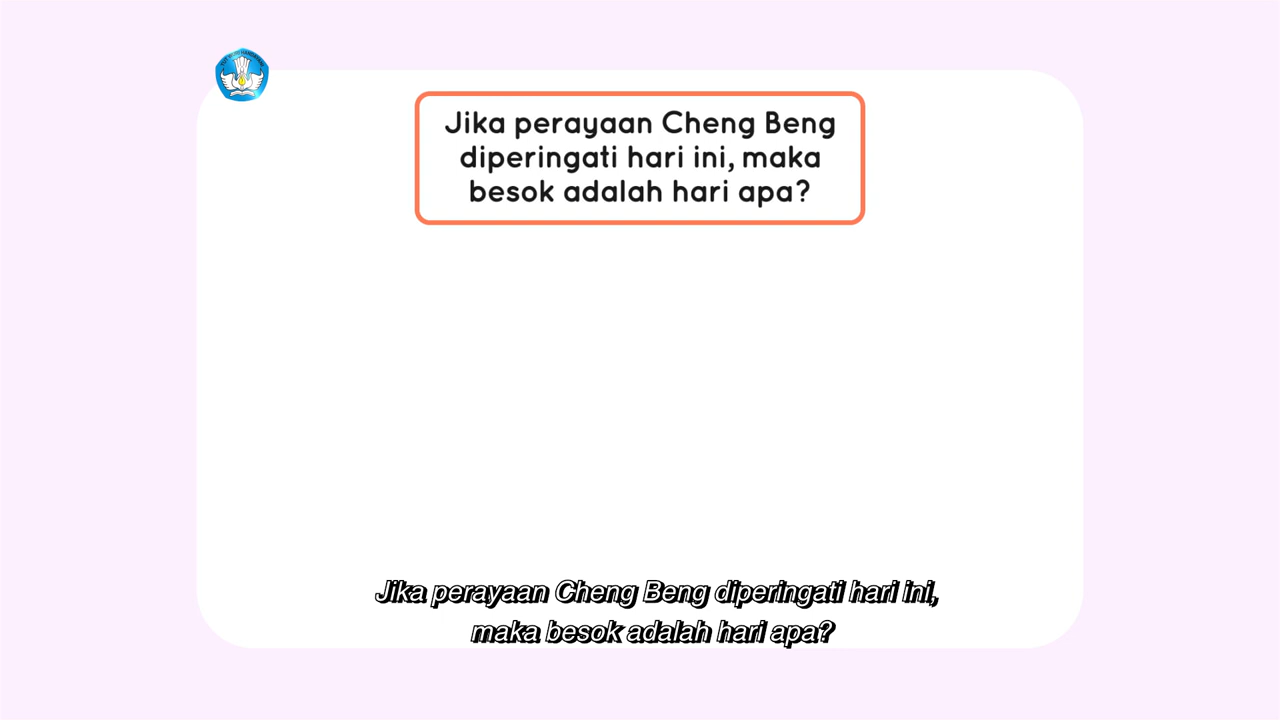 Jika perayaan Cheng Beng
diperingati hari ini, maka
besok adalah hari apa?
Jika perayaan Cheng Beng diperingati hari ini,
maka besok adalah hari apa?